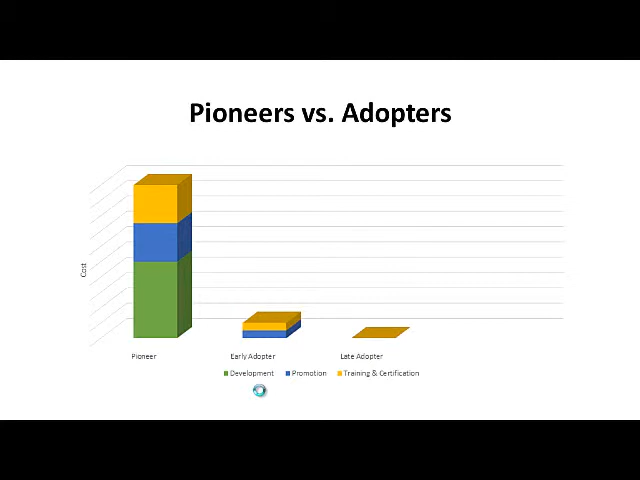 Pioneers vs. Adopters
Cost
Pioneer Early Adopter Late Adopter
Development Promotion Training & Certification